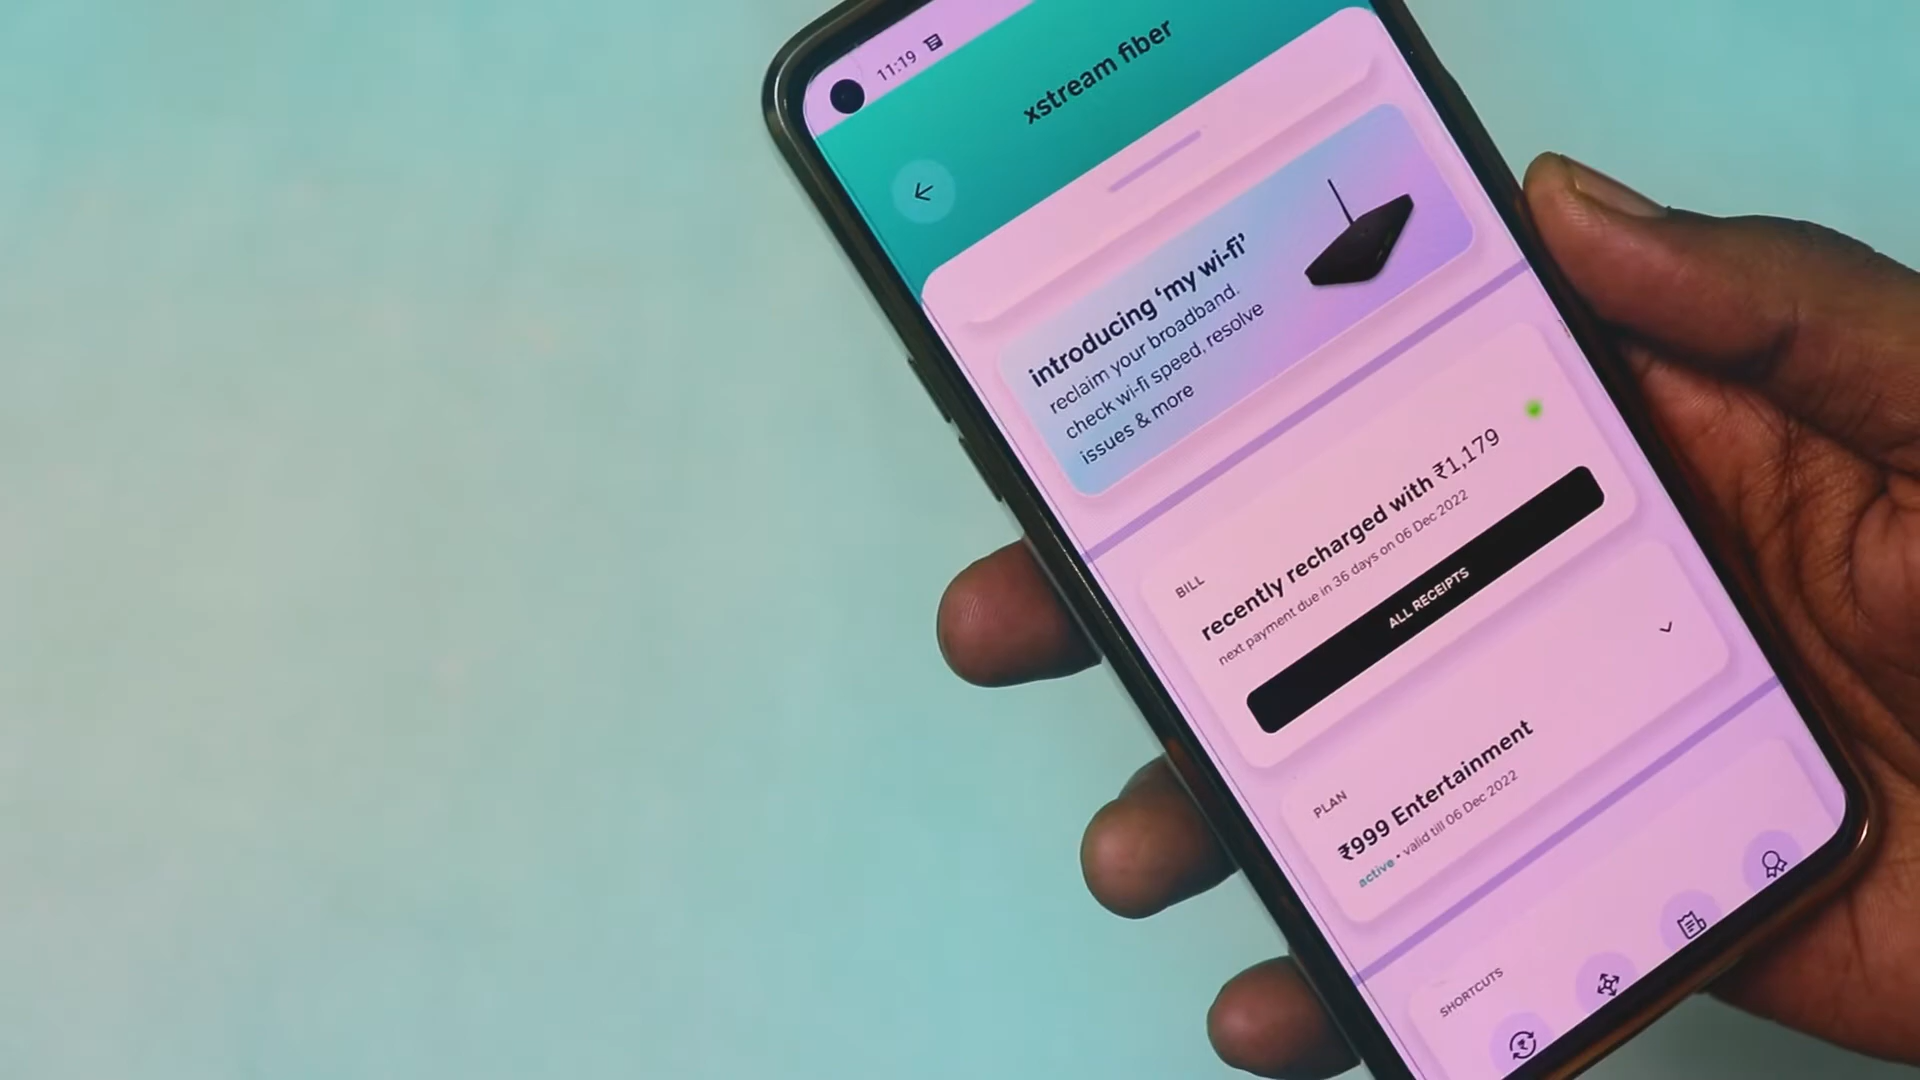 11:19
xstream fiber
introducing ‘my wi-fi’
reclaim your broadband.
check wi-fi speed, resolve
issues & more
BILL
recently recharged with ₹1,179
next payment due in 36 days on 06 Dec 2022
ALL RECEIPTS
PLAN
₹999 Entertainment
active • valid till 06 Dec 2022
SHORTCUTS